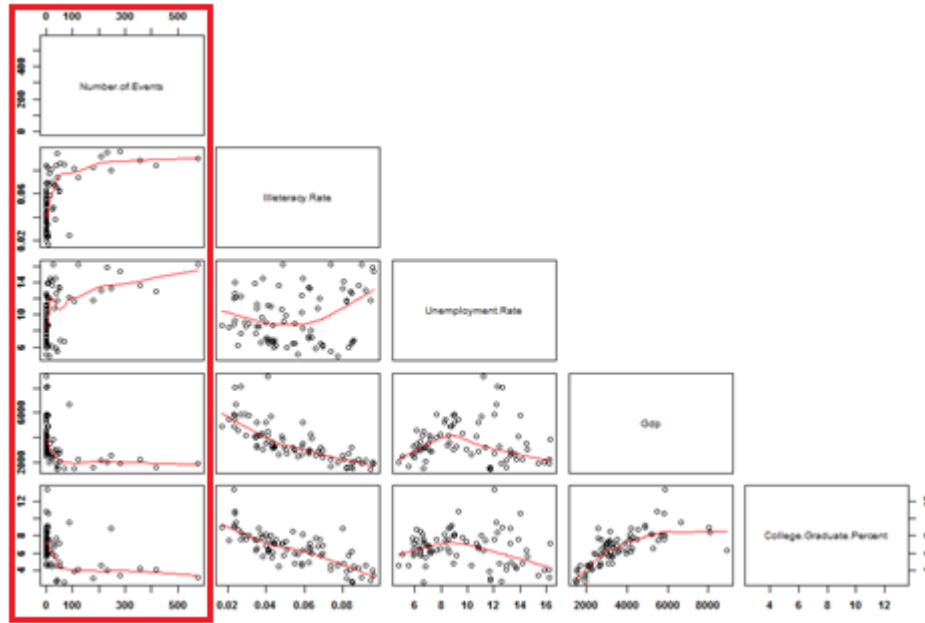 0 100 300 500
0 200 400
Number.of.Events
0.02 0.06
Illeteracy.Rate
6 10 14
Unemployment.Rate
2000 6000
Gdp
4 6 8 12
College.Graduate.Percent
0 100 300 500
0.02 0.04 0.06 0.08
6 8 10 12 14 16
2000 4000 6000 8000
4 6 8 10 12